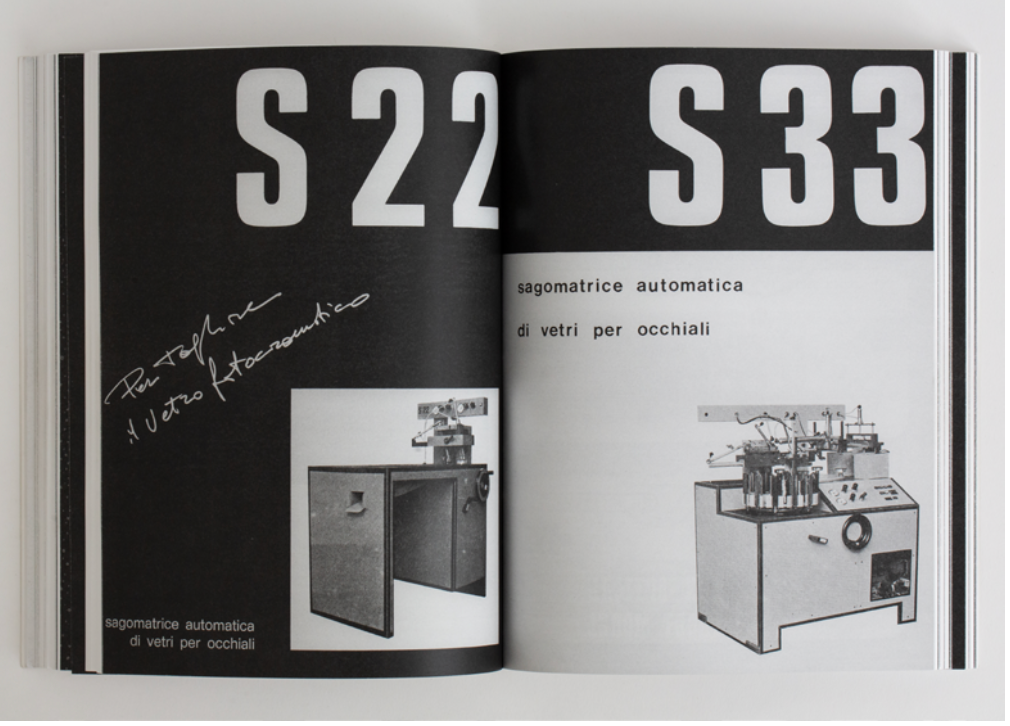 S 22
Per tagliare
il Vetro fotocromatico
sagomatrice automatica
di vetri per occhiali
S 33
sagomatrice automatica
di vetri per occhiali